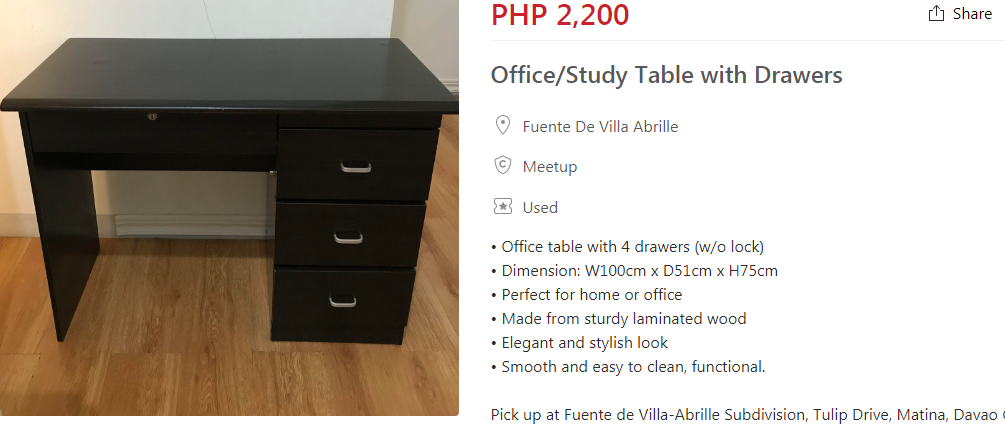 PHP 2,200
Share
Office/Study Table with Drawers
Fuente De Villa Abrille
Meetup
Used
• Office table with 4 drawers (w/o lock)
• Dimension: W100cm x D51cm x H75cm
• Perfect for home or office
• Made from sturdy laminated wood
• Elegant and stylish look
• Smooth and easy to clean, functional.
Pick up at Fuente de Villa-Abrille Subdivision, Tulip Drive, Matina, Davao